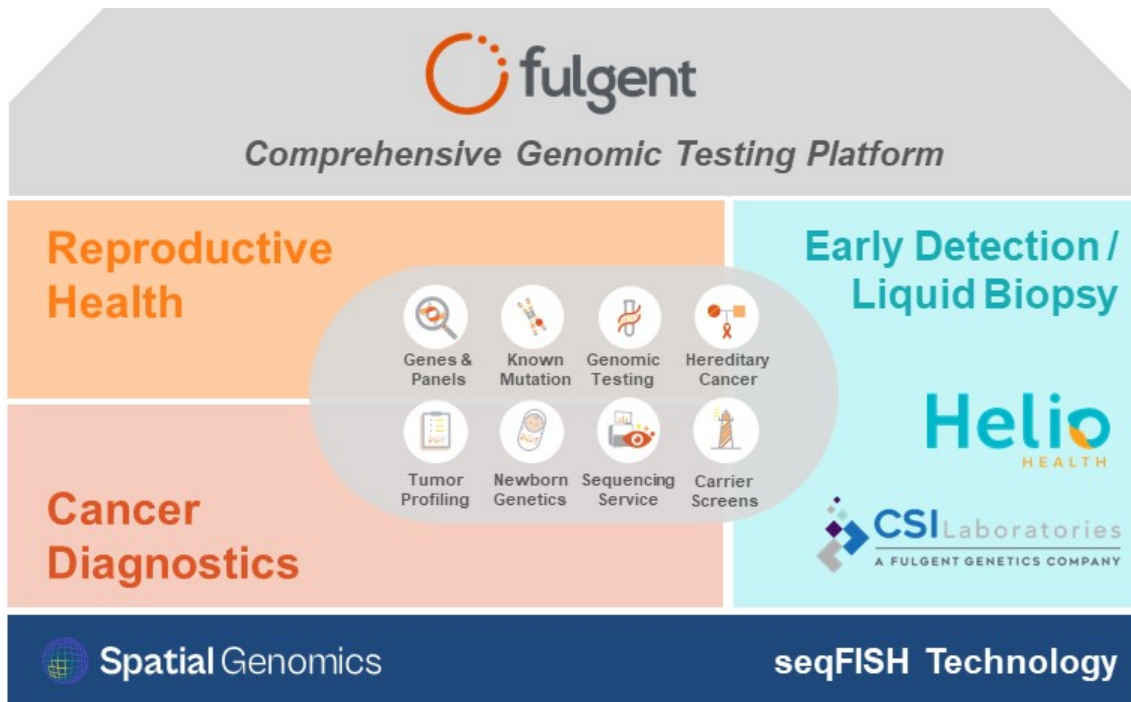 fulgent
Comprehensive Genomic Testing Platform
Reproductive
Health
Early Detection /
Liquid Biopsy
Genes &
Panels
Known
Mutation
Genomic
Testing
Hereditary
Cancer
Tumor
Profiling
Newborn
Genetics
Sequencing
Service
Carrier
Screens
Cancer
Diagnostics
Helio
HEALTH
CSI Laboratories
A FULGENT GENETICS COMPANY
Spatial Genomics
seqFISH Technology